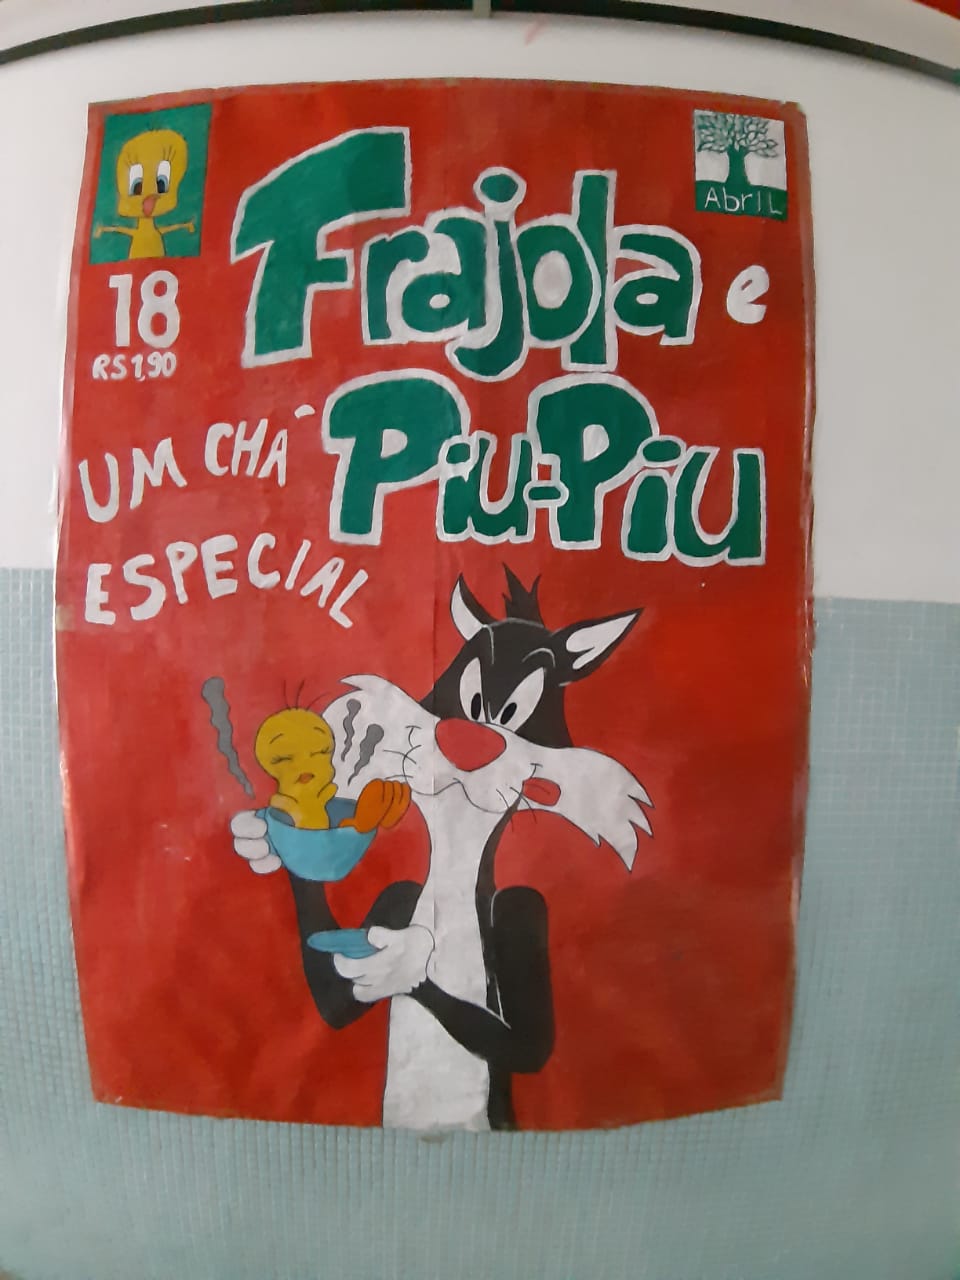 Abril
18
R$ 1,90
Frajola e
Piu-Piu
UM CHÁ
ESPECIAL